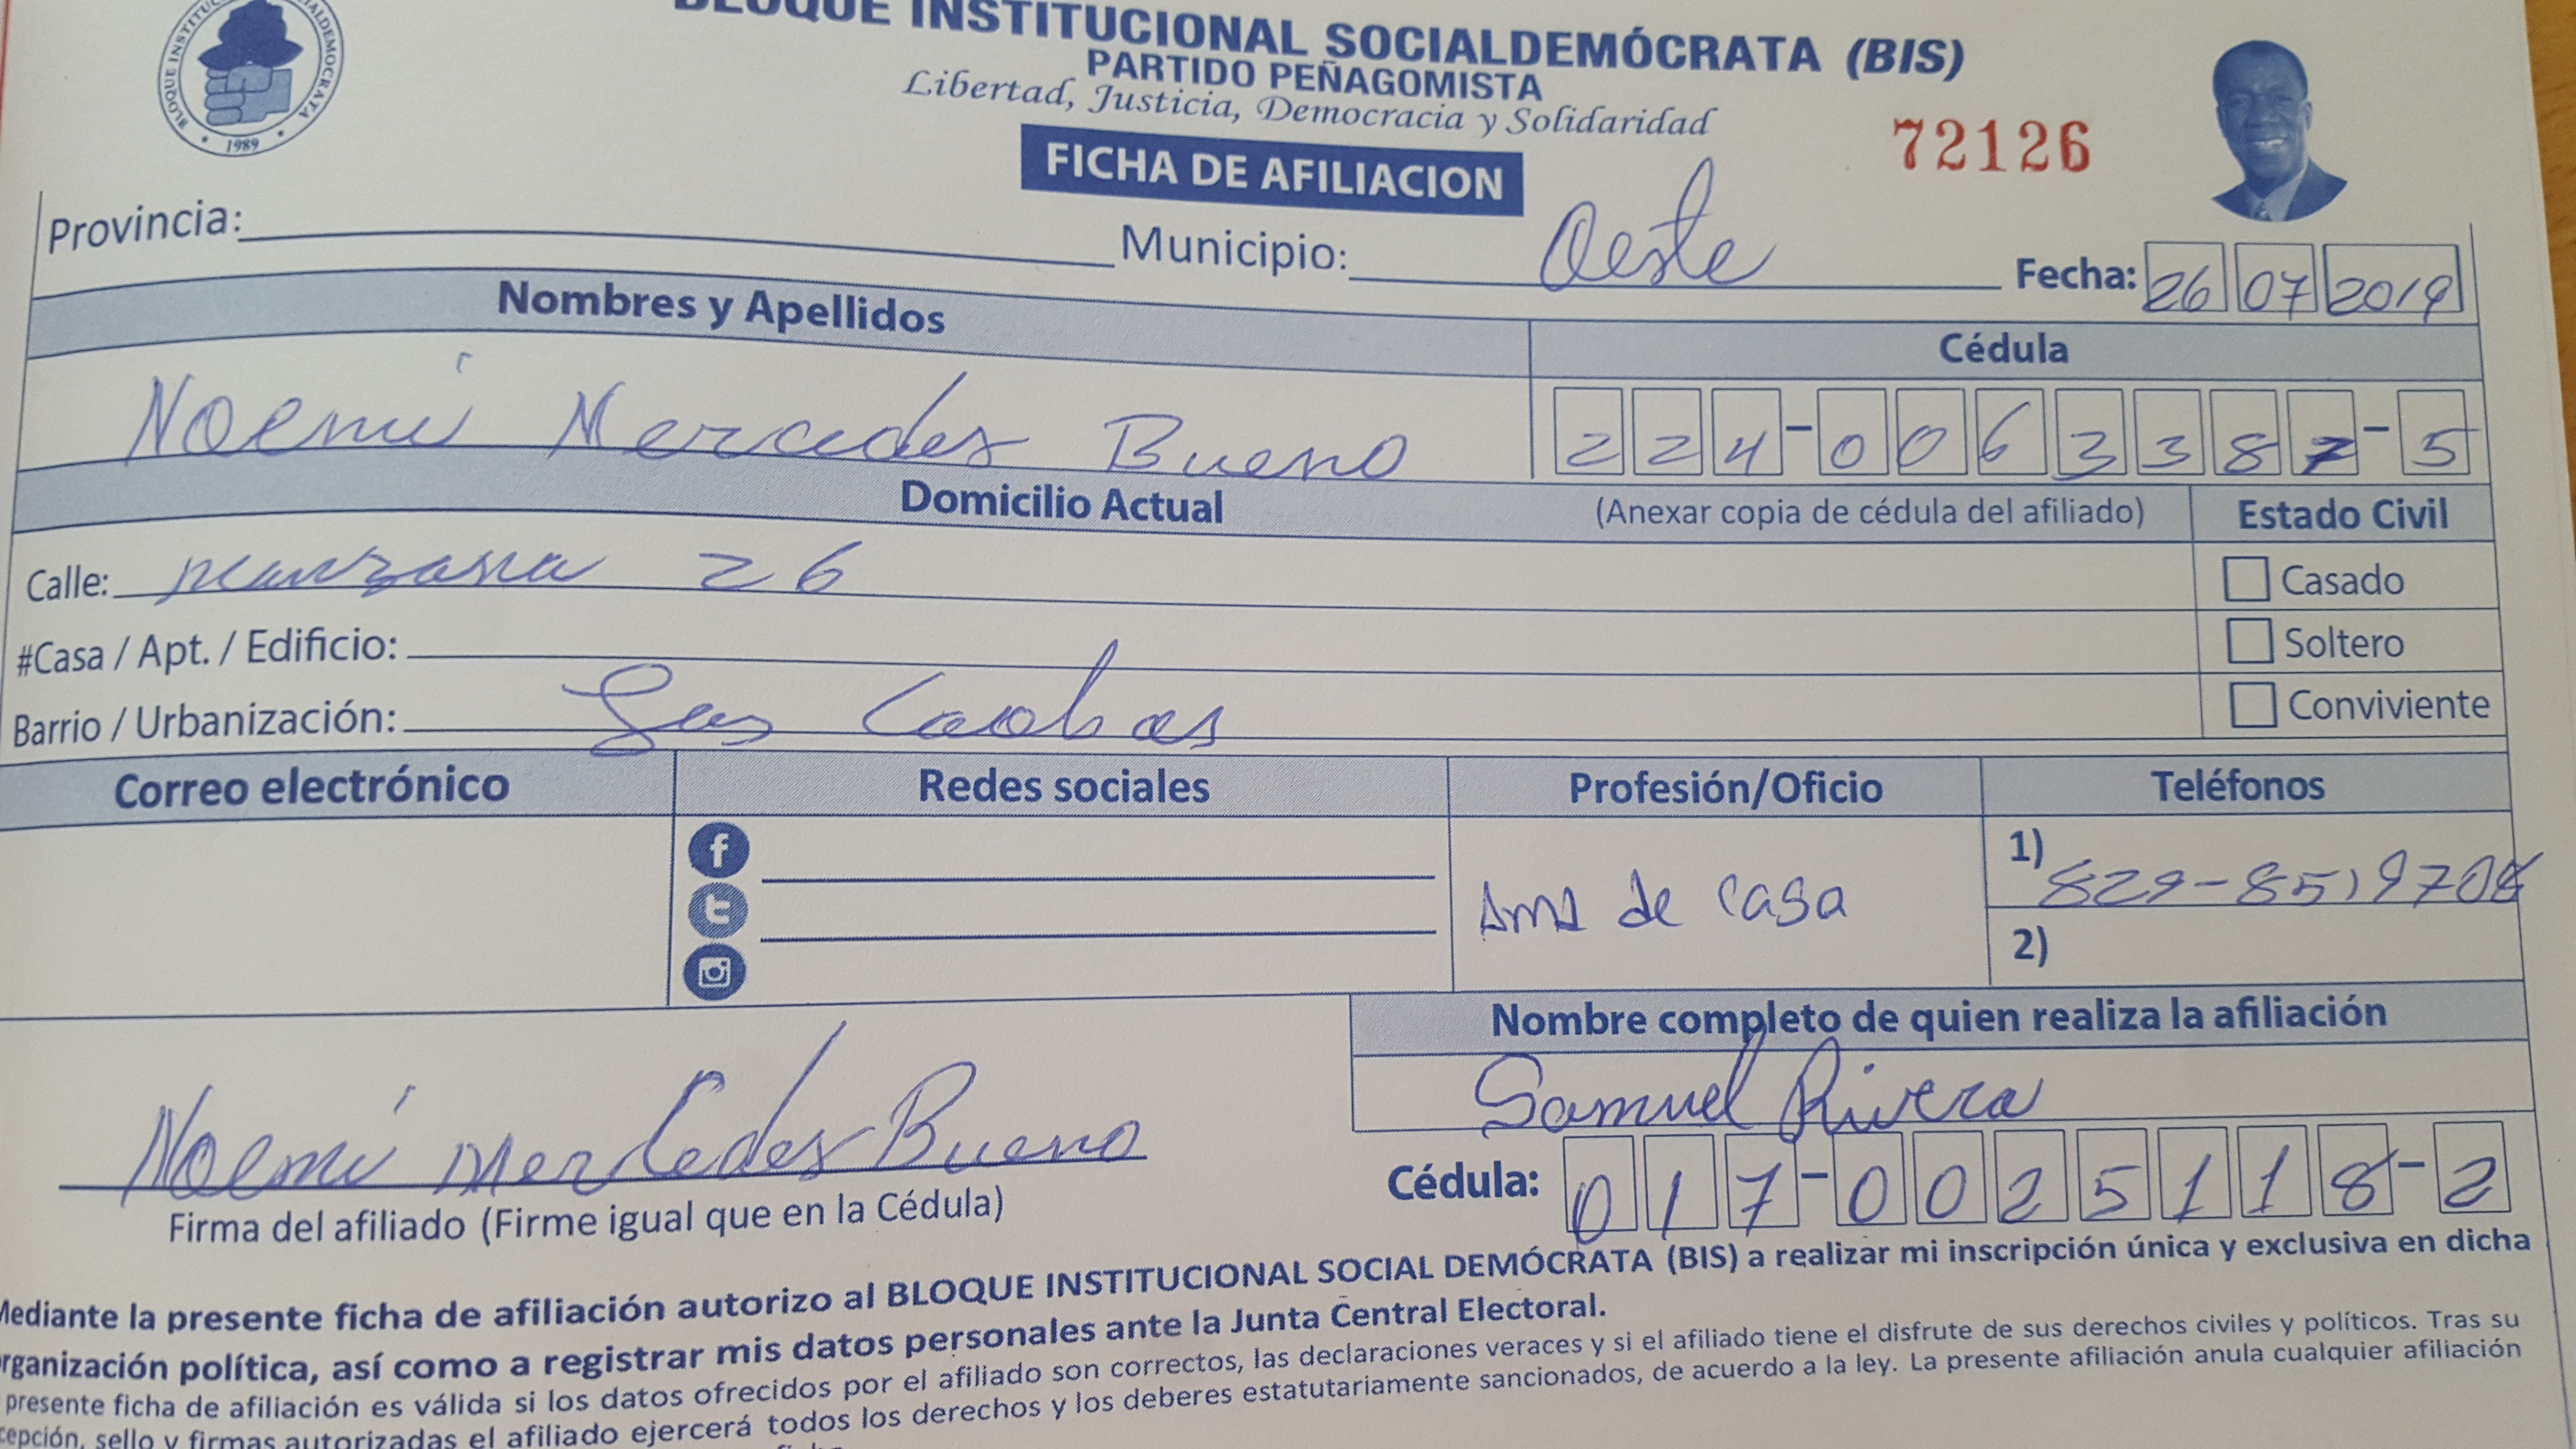 BLOQUE INSTITUCIONAL SOCIALDEMÓCRATA (BIS)
PARTIDO PEÑAGOMISTA
Libertad, Justicia, Democracia y Solidaridad
1989
72126
FICHA DE AFILIACION
Provincia:
Municipio: Oeste
Fecha: 26 07 2019
Nombres y Apellidos
Cédula
Noemí Mercedes Bueno
224-0063387-5
Domicilio Actual
(Anexar copia de cédula del afiliado)
Estado Civil
Calle: manzana 26
Casado
#Casa / Apt. / Edificio:
Soltero
Barrio / Urbanización: Las Caobas
Conviviente
Correo electrónico
Redes sociales
Profesión/Oficio
Teléfonos
Ama de casa
1) 829-8519708
2)
Nombre completo de quien realiza la afiliación
Samuel Rivera
Noemí Mercedes Bueno
Cédula: 017-0025118-2
Firma del afiliado (Firme igual que en la Cédula)
Mediante la presente ficha de afiliación autorizo al BLOQUE INSTITUCIONAL SOCIAL DEMÓCRATA (BIS) a realizar mi inscripción única y exclusiva en dicha
rganización política, así como a registrar mis datos personales ante la Junta Central Electoral.
presente ficha de afiliación es válida si los datos ofrecidos por el afiliado son correctos, las declaraciones veraces y si el afiliado tiene el disfrute de sus derechos civiles y políticos. Tras su
cepción, sello y firmas autorizadas el afiliado ejercerá todos los derechos y los deberes estatutariamente sancionados, de acuerdo a la ley. La presente afiliación anula cualquier afiliación